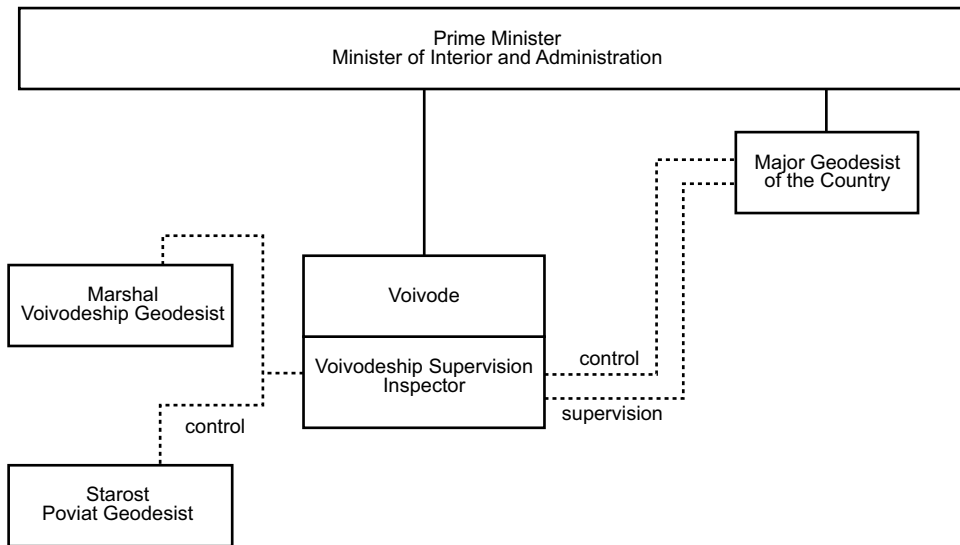 Prime Minister
Minister of Interior and Administration
Major Geodesist
of the Country
Marshal
Voivodeship Geodesist
Voivode
Voivodeship Supervision
Inspector
control
supervision
control
Starost
Poviat Geodesist